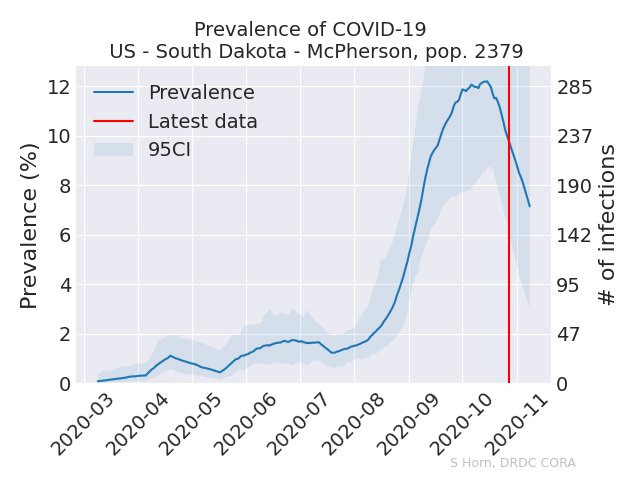 Prevalence of COVID-19
US - South Dakota - McPherson, pop. 2379
Prevalence
Latest data
95CI
Prevalence (%)
12
10
8
6
4
2
0
285
237
190
142
95
47
0
# of infections
2020-03
2020-04
2020-05
2020-06
2020-07
2020-08
2020-09
2020-10
2020-11
S Horn, DRDC CORA